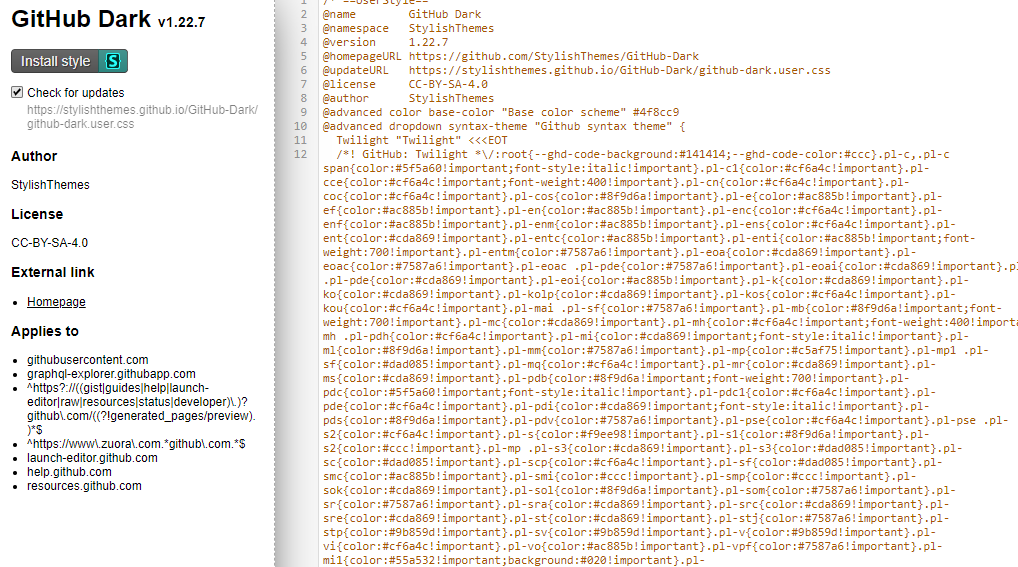 GitHub Dark v1.22.7
Install style
Check for updates
https://stylishthemes.github.io/GitHub-Dark/
github-dark.user.css
Author
StylishThemes
License
CC-BY-SA-4.0
External link
Homepage
Applies to
githubusercontent.com
graphql-explorer.githubapp.com
^https?://((gist|guides|help|launch-
editor|raw|resources|status|developer)\.)?
github\.com/((?!generated_pages/preview).
)*$
^https://www\.zuora\.com.*github\.com.*$
launch-editor.github.com
help.github.com
resources.github.com
1 /* ==UserStyle==
2 @name        GitHub Dark
3 @namespace   StylishThemes
4 @version     1.22.7
5 @homepageURL https://github.com/StylishThemes/GitHub-Dark
6 @updateURL   https://stylishthemes.github.io/GitHub-Dark/github-dark.user.css
7 @license     CC-BY-SA-4.0
8 @author      StylishThemes
9 @advanced color base-color "Base color scheme" #4f8cc9
10 @advanced dropdown syntax-theme "Github syntax theme" {
11   Twilight "Twilight" <<<EOT
12   /*! GitHub: Twilight *\/:root{--ghd-code-background:#141414;--ghd-code-color:#ccc}.pl-c,.pl-c
span{color:#5f5a60!important;font-style:italic!important}.pl-c1{color:#cf6a4c!important}.pl-
cce{color:#cf6a4c!important;font-weight:400!important}.pl-cn{color:#cf6a4c!important}.pl-
coc{color:#cf6a4c!important}.pl-cos{color:#8f9d6a!important}.pl-e{color:#ac885b!important}.pl-
ef{color:#ac885b!important}.pl-en{color:#ac885b!important}.pl-enc{color:#cf6a4c!important}.pl-
enf{color:#ac885b!important}.pl-enm{color:#ac885b!important}.pl-ens{color:#cf6a4c!important}.pl-
ent{color:#cda869!important}.pl-entc{color:#ac885b!important}.pl-enti{color:#ac885b!important;font-
weight:700!important}.pl-entm{color:#7587a6!important}.pl-eoa{color:#cda869!important}.pl-
eoac{color:#7587a6!important}.pl-eoac .pl-pde{color:#7587a6!important}.pl-eoai{color:#cda869!important}.pl
.pl-pde{color:#cda869!important}.pl-eoi{color:#ac885b!important}.pl-k{color:#cda869!important}.pl-
ko{color:#cda869!important}.pl-kolp{color:#cda869!important}.pl-kos{color:#cf6a4c!important}.pl-
kou{color:#cf6a4c!important}.pl-mai .pl-sf{color:#7587a6!important}.pl-mb{color:#8f9d6a!important;font-
weight:700!important}.pl-mc{color:#cda869!important}.pl-mh{color:#cf6a4c!important;font-weight:400!importa
mh .pl-pdh{color:#cf6a4c!important}.pl-mi{color:#cda869!important;font-style:italic!important}.pl-
ml{color:#8f9d6a!important}.pl-mm{color:#7587a6!important}.pl-mp{color:#c5af75!important}.pl-mp1 .pl-
sf{color:#dad085!important}.pl-mq{color:#cf6a4c!important}.pl-mr{color:#cda869!important}.pl-
ms{color:#cda869!important}.pl-pdb{color:#8f9d6a!important;font-weight:700!important}.pl-
pdc{color:#5f5a60!important;font-style:italic!important}.pl-pdc1{color:#cf6a4c!important}.pl-
pde{color:#cf6a4c!important}.pl-pdi{color:#cda869!important;font-style:italic!important}.pl-
pds{color:#8f9d6a!important}.pl-pdv{color:#7587a6!important}.pl-pse{color:#cf6a4c!important}.pl-pse .pl-
s2{color:#cf6a4c!important}.pl-s{color:#f9ee98!important}.pl-s1{color:#8f9d6a!important}.pl-
s2{color:#ccc!important}.pl-mp .pl-s3{color:#cda869!important}.pl-s3{color:#dad085!important}.pl-
sc{color:#dad085!important}.pl-scp{color:#cf6a4c!important}.pl-sf{color:#dad085!important}.pl-
smc{color:#ac885b!important}.pl-smi{color:#ccc!important}.pl-smp{color:#ccc!important}.pl-
sok{color:#cda869!important}.pl-sol{color:#8f9d6a!important}.pl-som{color:#7587a6!important}.pl-
sr{color:#7587a6!important}.pl-sra{color:#cda869!important}.pl-src{color:#cda869!important}.pl-
sre{color:#cda869!important}.pl-st{color:#cda869!important}.pl-stj{color:#7587a6!important}.pl-
stp{color:#9b859d!important}.pl-sv{color:#9b859d!important}.pl-v{color:#9b859d!important}.pl-
vi{color:#cf6a4c!important}.pl-vo{color:#ac885b!important}.pl-vpf{color:#7587a6!important}.pl-
mi1{color:#55a532!important;background:#020!important}.pl-